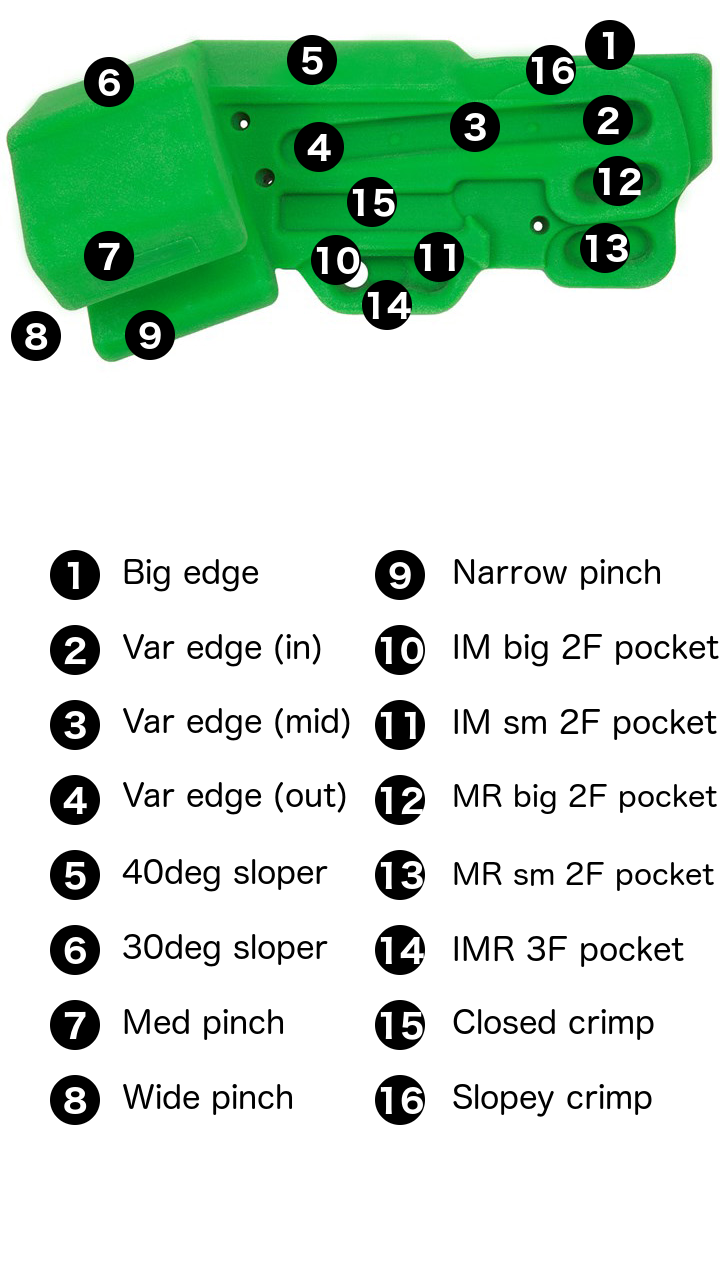 1
5
16
6
2
3
4
12
15
13
11
10
7
14
8
9
1 Big edge
2 Var edge (in)
3 Var edge (mid)
4 Var edge (out)
5 40deg sloper
6 30deg sloper
7 Med pinch
8 Wide pinch
9 Narrow pinch
10 IM big 2F pocket
11 IM sm 2F pocket
12 MR big 2F pocket
13 MR sm 2F pocket
14 IMR 3F pocket
15 Closed crimp
16 Slopey crimp